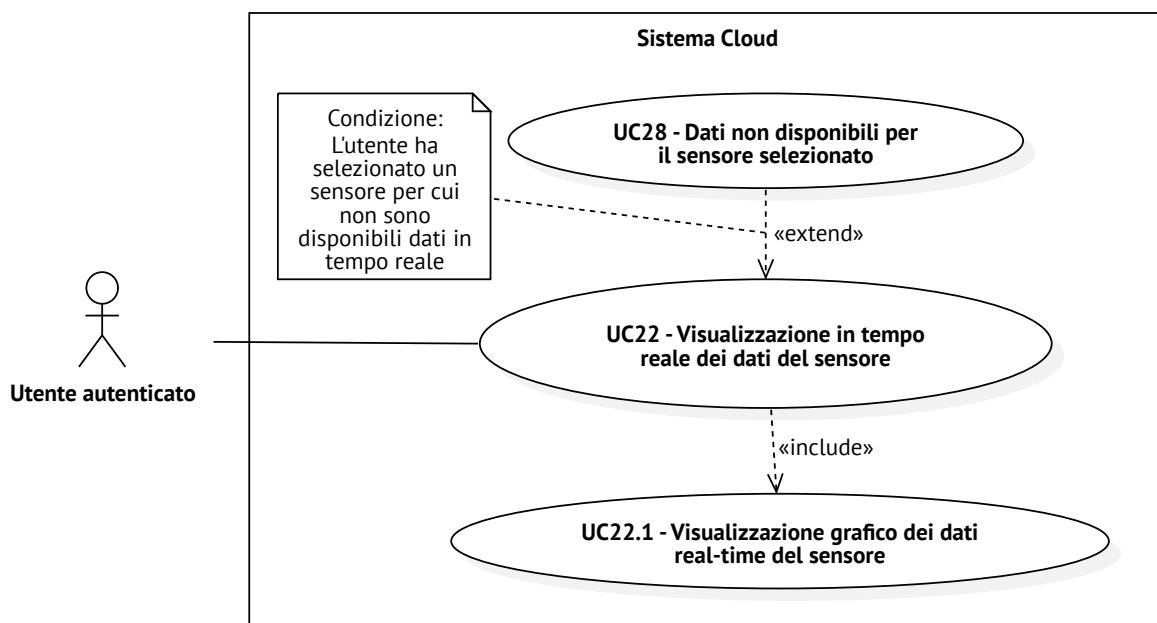 Sistema Cloud
Condizione:
L'utente ha
selezionato un
sensore per cui
non sono
disponibili dati in
tempo reale
UC28 - Dati non disponibili per
il sensore selezionato
«extend»
UC22 - Visualizzazione in tempo
reale dei dati del sensore
Utente autenticato
«include»
UC22.1 - Visualizzazione grafico dei dati
real-time del sensore